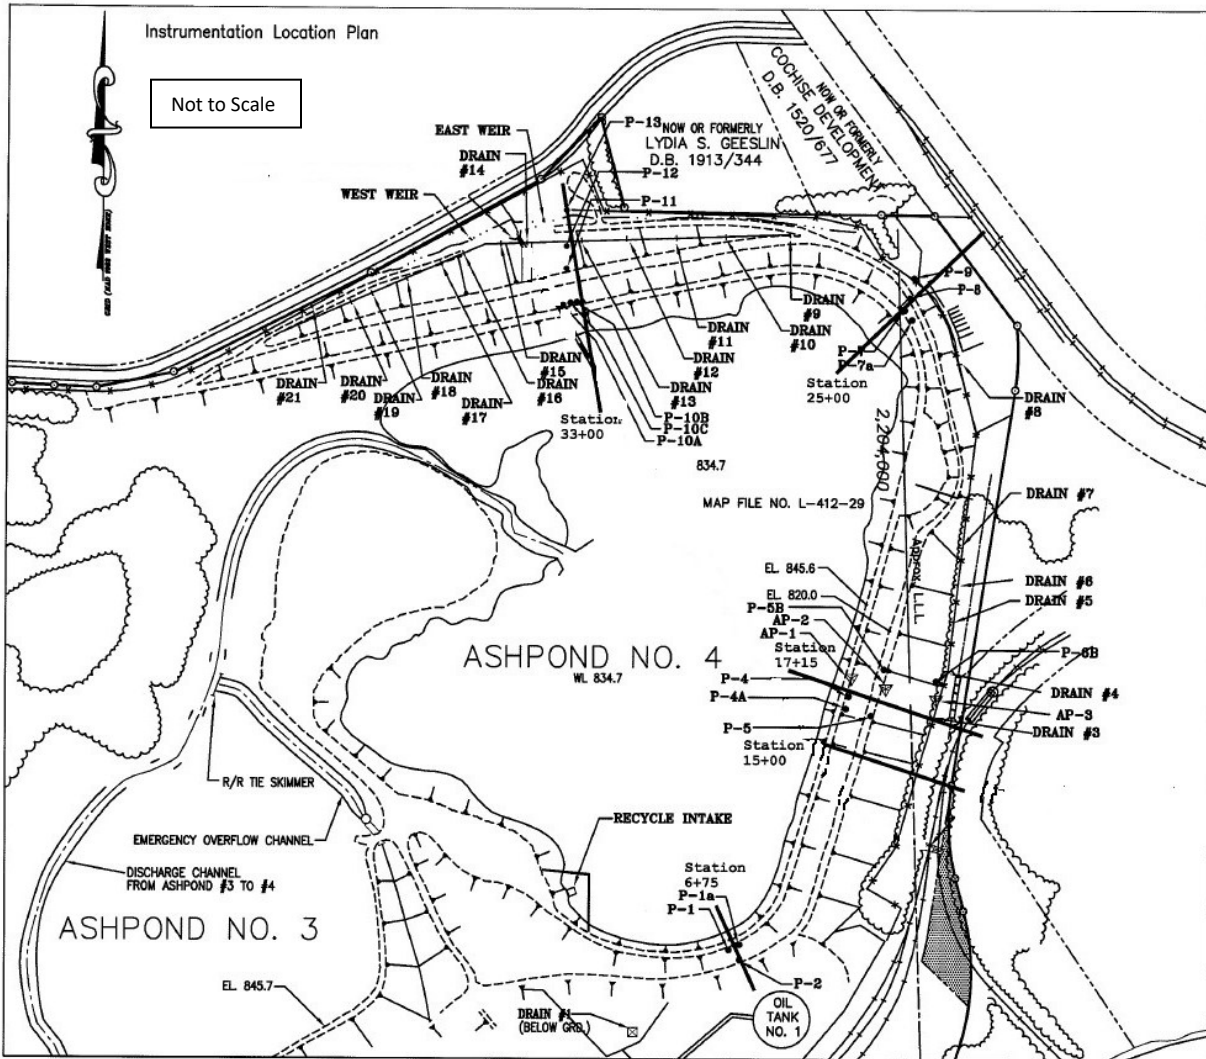 Instrumentation Location Plan
Not to Scale
NOW OR FORMERLY
COCHISE DEVELOPMENT
D.B. 1520/677
EAST WEIR
P-13
NOW OR FORMERLY
LYDIA S. GEESLIN
D.B. 1913/344
DRAIN
#14
P-12
WEST WEIR
P-11
P-9
P-8
DRAIN
#9
DRAIN
#10
DRAIN
#11
P-7
P-7a
DRAIN
#12
DRAIN
#15
DRAIN
#16
DRAIN
#13
DRAIN
#21
DRAIN
#20
DRAIN
#19
DRAIN
#18
DRAIN
#17
Station
25+00
DRAIN
#8
Station
33+00
P-10B
P-10C
P-10A
2,204,000
834.7
MAP FILE NO. L-412-29
DRAIN #7
Approx. L.L.L.
EL. 845.6
DRAIN #6
EL. 820.0
DRAIN #5
P-5B
AP-2
AP-1
Station
17+15
P-6B
ASHPOND NO. 4
WL 834.7
P-4
P-4A
DRAIN #4
AP-3
DRAIN #3
P-5
Station
15+00
R/R TIE SKIMMER
RECYCLE INTAKE
EMERGENCY OVERFLOW CHANNEL
DISCHARGE CHANNEL
FROM ASHPOND #3 TO #4
Station
6+75
P-1a
P-1
ASHPOND NO. 3
P-2
EL. 845.7
DRAIN #1
(BELOW GRD.)
OIL
TANK
NO. 1